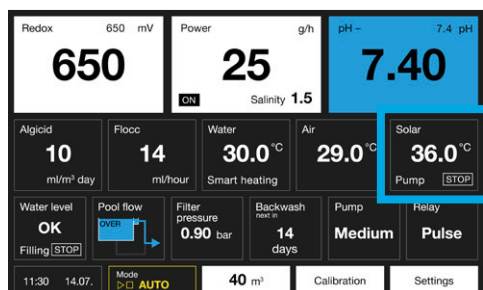 Redox 650 mV
650
Power g/h
25
ON Salinity 1.5
pH – 7.4 pH
7.40
Algicid
10
ml/m³ day
Flocc
14
ml/hour
Water
30.0 °C
Smart heating
Air
29.0 °C
Solar
36.0 °C
Pump STOP
Water level
OK
Filling STOP
Pool flow
OVER
Filter
pressure
0.90 bar
Backwash
next in
14
days
Pump
Medium
Relay
Pulse
11:30 14.07.
Mode
AUTO
40 m³
Calibration
Settings